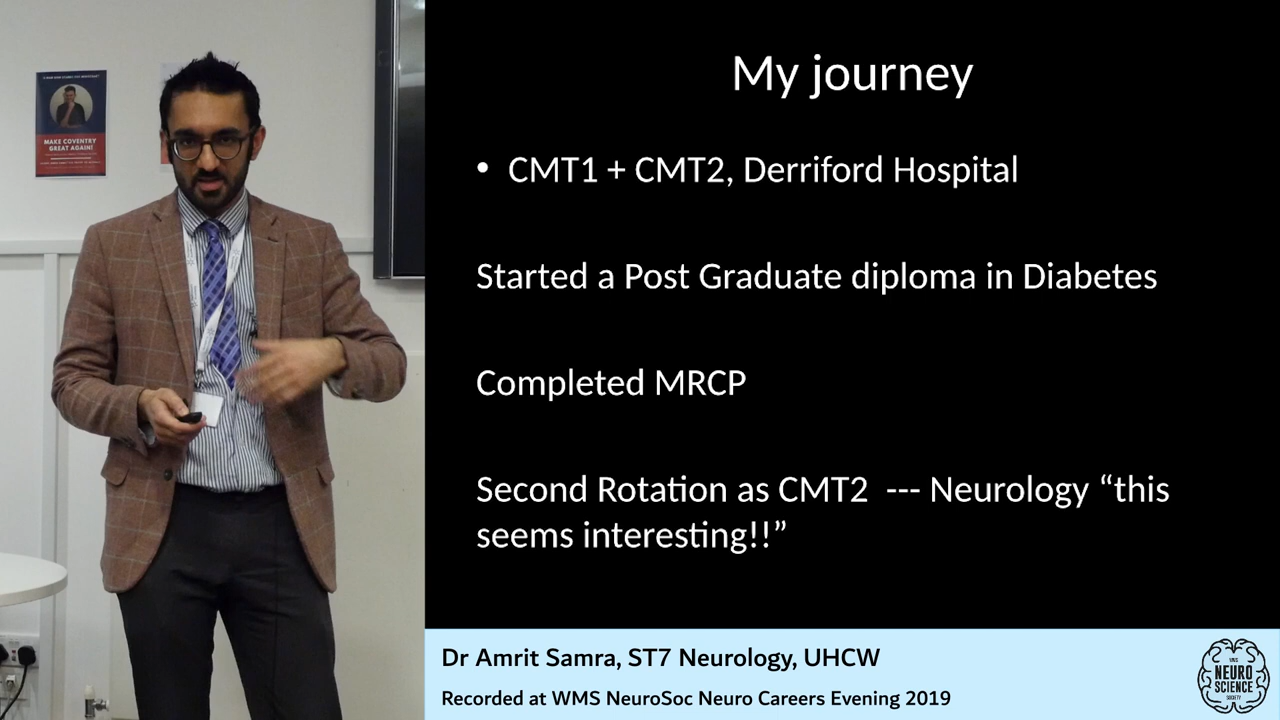 MAKE COVENTRY
GREAT AGAIN!
My journey
• CMT1 + CMT2, Derriford Hospital
Started a Post Graduate diploma in Diabetes
Completed MRCP
Second Rotation as CMT2 --- Neurology “this
seems interesting!!”
Dr Amrit Samra, ST7 Neurology, UHCW
Recorded at WMS NeuroSoc Neuro Careers Evening 2019
WMS
NEURO
SCIENCE
SOCIETY